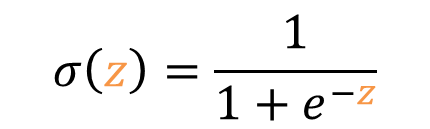 σ(z) = 1 / (1 + e^{-z})